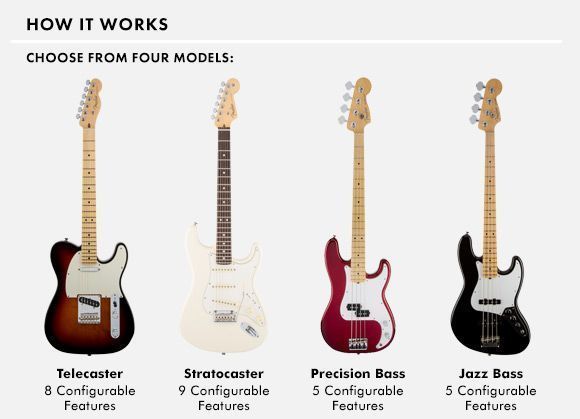 HOW IT WORKS
CHOOSE FROM FOUR MODELS:
Telecaster
8 Configurable
Features
Stratocaster
9 Configurable
Features
Precision Bass
5 Configurable
Features
Jazz Bass
5 Configurable
Features